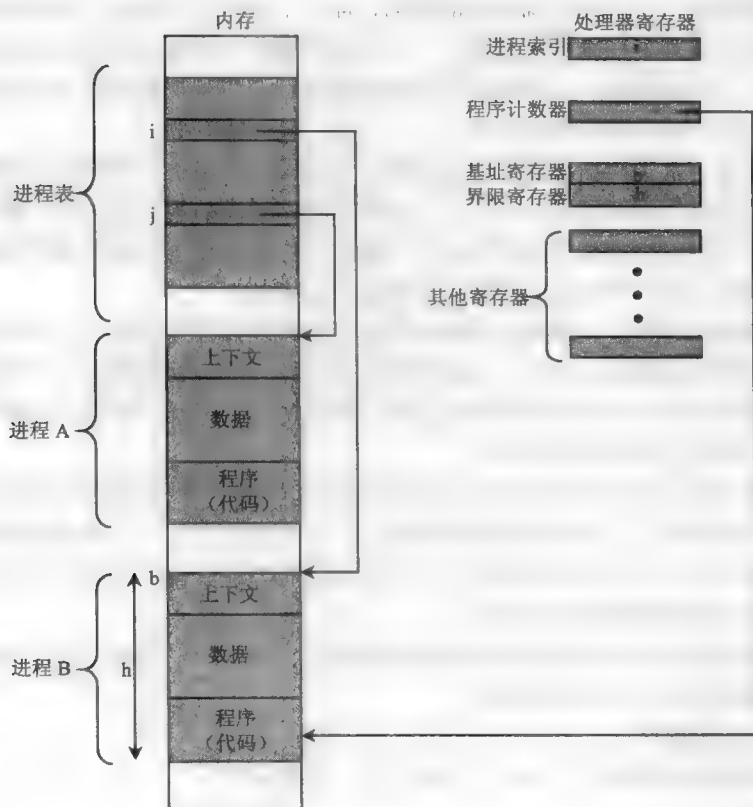 内存
处理器寄存器
进程索引
程序计数器
基址寄存器
界限寄存器
其他寄存器
进程表
i
j
进程 A
上下文
数据
程序
（代码）
进程 B
b
h
上下文
数据
程序
（代码）